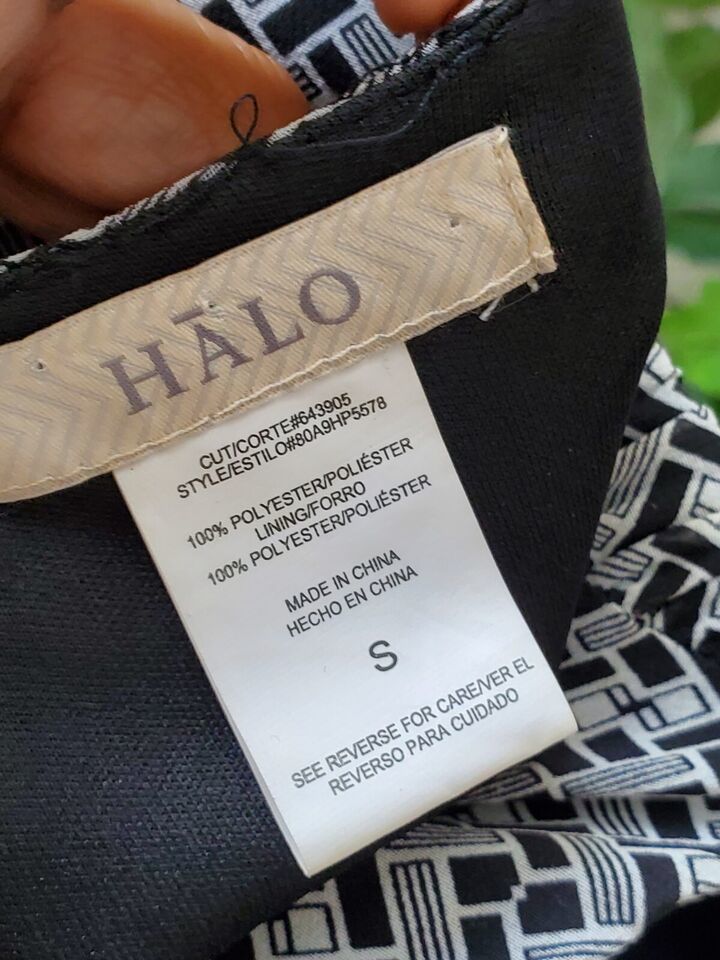 HĀLO
CUT/CORTE#643905
STYLE/ESTILO#80A9HP5578
100% POLYESTER/POLIÉSTER
LINING/FORRO
100% POLYESTER/POLIÉSTER
MADE IN CHINA
HECHO EN CHINA
S
SEE REVERSE FOR CARE/VER EL
REVERSO PARA CUIDADO